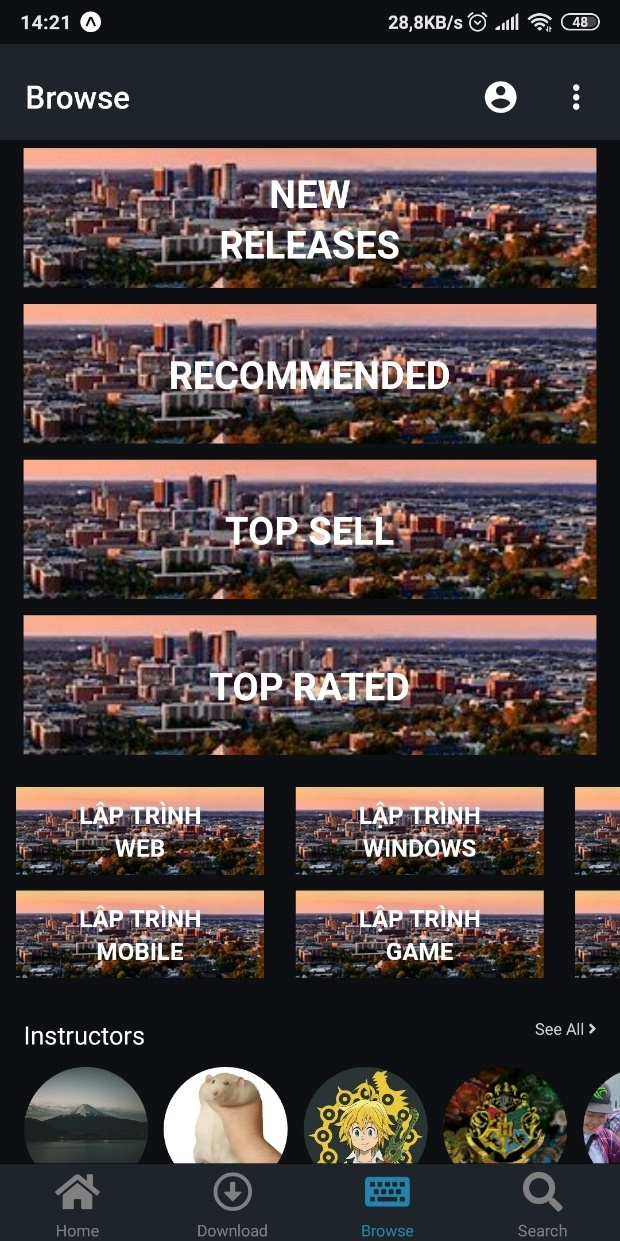 14:21
28,8KB/s
48
Browse
NEW
RELEASES
RECOMMENDED
TOP SELL
TOP RATED
LẬP TRÌNH
WEB
LẬP TRÌNH
WINDOWS
LẬP TRÌNH
MOBILE
LẬP TRÌNH
GAME
Instructors
See All
Home
Download
Browse
Search